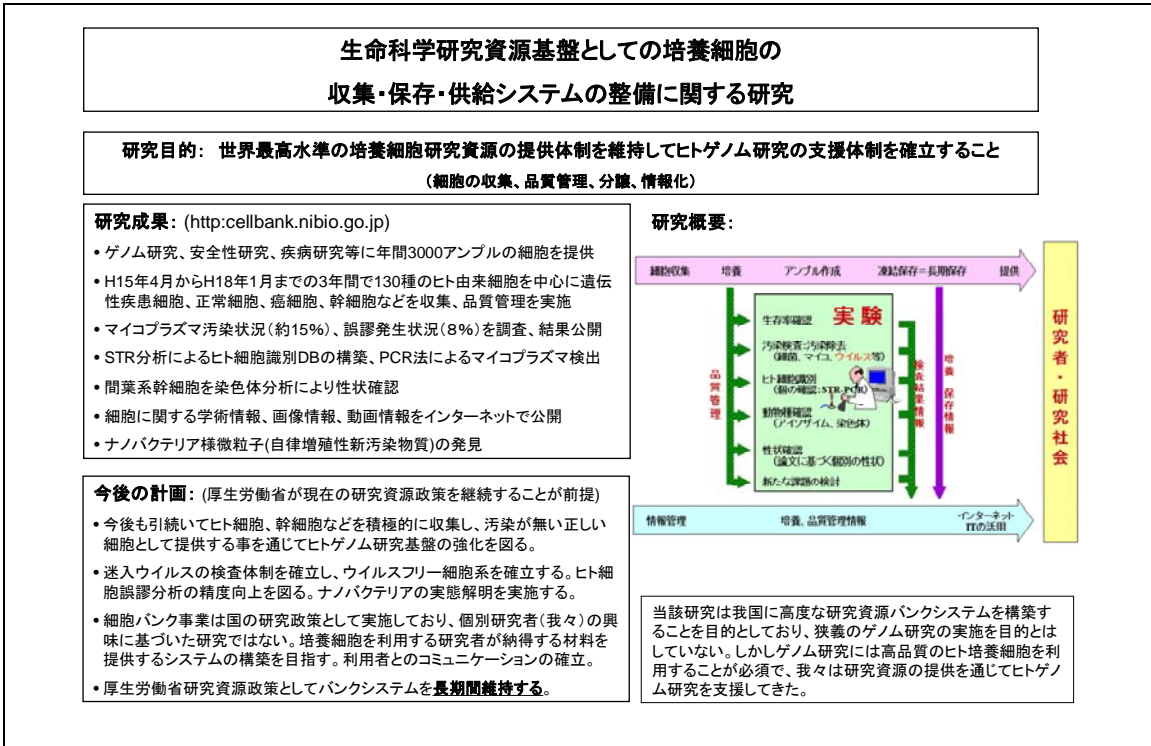 生命科学研究資源基盤としての培養細胞の
収集・保存・供給システムの整備に関する研究
研究目的： 世界最高水準の培養細胞研究資源の提供体制を維持してヒトゲノム研究の支援体制を確立すること
（細胞の収集、品質管理、分譲、情報化）
研究成果： (http:cellbank.nibio.go.jp)
• ゲノム研究、安全性研究、疾病研究等に年間3000アンプルの細胞を提供
• H15年4月からH18年1月までの3年間で130種のヒト由来細胞を中心に遺伝
性疾患細胞、正常細胞、癌細胞、幹細胞などを収集、品質管理を実施
• マイコプラズマ汚染状況（約15%）、誤謬発生状況（８％）を調査、結果公開
• STR分析によるヒト細胞識別DBの構築、PCR法によるマイコプラズマ検出
• 間葉系幹細胞を染色体分析により性状確認
• 細胞に関する学術情報、画像情報、動画情報をインターネットで公開
• ナノバクテリア様微粒子(自律増殖性新汚染物質)の発見
今後の計画： (厚生労働省が現在の研究資源政策を継続することが前提)
• 今後も引続いてヒト細胞、幹細胞などを積極的に収集し、汚染が無い正しい
細胞として提供する事を通じてヒトゲノム研究基盤の強化を図る。
• 迷入ウイルスの検査体制を確立し、ウイルスフリー細胞系を確立する。ヒト細
胞誤謬分析の精度向上を図る。ナノバクテリアの実態解明を実施する。
• 細胞バンク事業は国の研究政策として実施しており、個別研究者（我々）の興
味に基づいた研究ではない。培養細胞を利用する研究者が納得する材料を
提供するシステムの構築を目指す。利用者とのコミュニケーションの確立。
• 厚生労働省研究資源政策としてバンクシステムを長期間維持する。
研究概要：
細胞収集 培養 アンプル作成 凍結保存＝長期保存 提供
実験
生存率確認
汚染検査：汚染除去
（細菌、マイコ、ウイルス等）
ヒト細胞識別
（個の確認：STR-PCR）
動物種確認
（アイソザイム、染色体）
性状確認
（論文に基づく個別の性状）
新たな課題の検討
品質管理
検査結果情報
培養 保存情報
研究者・研究社会
情報管理 培養、品質管理情報 インターネット
ITの活用
当該研究は我国に高度な研究資源バンクシステムを構築す
ることを目的としており、狭義のゲノム研究の実施を目的とは
していない。しかしゲノム研究には高品質のヒト培養細胞を利
用することが必須で、我々は研究資源の提供を通じてヒトゲノ
ム研究を支援してきた。